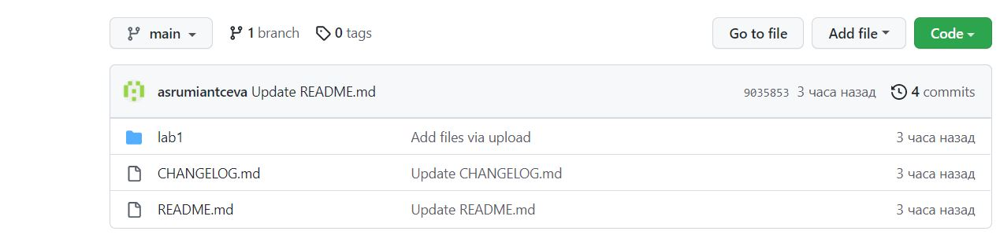 main 1 branch 0 tags Go to file Add file Code
asrumiantceva Update README.md 9035853 3 часа назад 4 commits
lab1 Add files via upload 3 часа назад
CHANGELOG.md Update CHANGELOG.md 3 часа назад
README.md Update README.md 3 часа назад